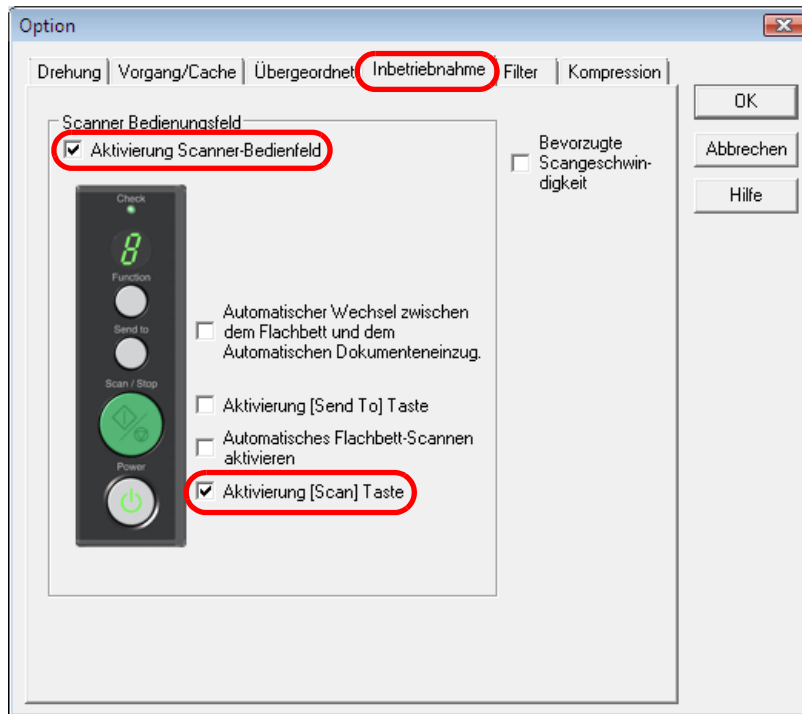 Option
Drehung
Vorgang/Cache
Übergeordnet
Inbetriebnahme
Filter
Kompression
OK
Abbrechen
Hilfe
Scanner Bedienungsfeld
Aktivierung Scanner-Bedienfeld
Bevorzugte
Scangeschwin-
digkeit
Check
8
Function
Send to
Scan / Stop
Power
Automatischer Wechsel zwischen
dem Flachbett und dem
Automatischen Dokumenteneinzug.
Aktivierung [Send To] Taste
Automatisches Flachbett-Scannen
aktivieren
Aktivierung [Scan] Taste